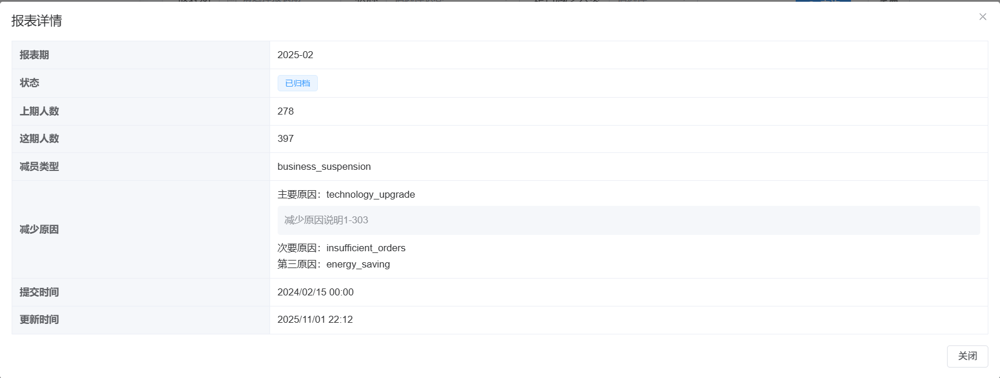 报表详情
报表期 2025-02
状态 已归档
上期人数 278
这期人数 397
减员类型 business_suspension
减少原因
主要原因：technology_upgrade
减少原因说明1-303
次要原因：insufficient_orders
第三原因：energy_saving
提交时间 2024/02/15 00:00
更新时间 2025/11/01 22:12
关闭